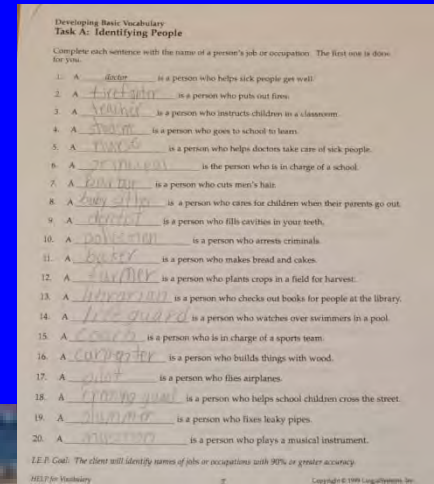 Developing Basic Vocabulary
Task A: Identifying People
Complete each sentence with the name of a person's job or occupation. The first one is done
for you.
1. A doctor is a person who helps sick people get well.
2. A firefighter is a person who puts out fires.
3. A teacher is a person who instructs children in a classroom.
4. A student is a person who goes to school to learn.
5. A nurse is a person who helps doctors take care of sick people.
6. A principal is the person who is in charge of a school.
7. A is a person who cuts men's hair.
8. A baby sitter is a person who cares for children when their parents go out.
9. A dentist is a person who fills cavities in your teeth.
10. A is a person who arrests criminals.
11. A baker is a person who makes bread and cakes.
12. A farmer is a person who plants crops in a field for harvest.
13. A librarian is a person who checks out books for people at the library.
14. A guard is a person who watches over swimmers in a pool.
15. A coach is a person who is in charge of a sports team.
16. A is a person who builds things with wood.
17. A pilot is a person who flies airplanes.
18. A is a person who helps school children cross the street.
19. A is a person who fixes leaky pipes.
20. A is a person who plays a musical instrument.
I.E.P. Goal: The client will identify names of jobs or occupations with 90% or greater accuracy.
HELP for Vocabulary 7 Copyright © 1995 LinguiSystems, Inc.